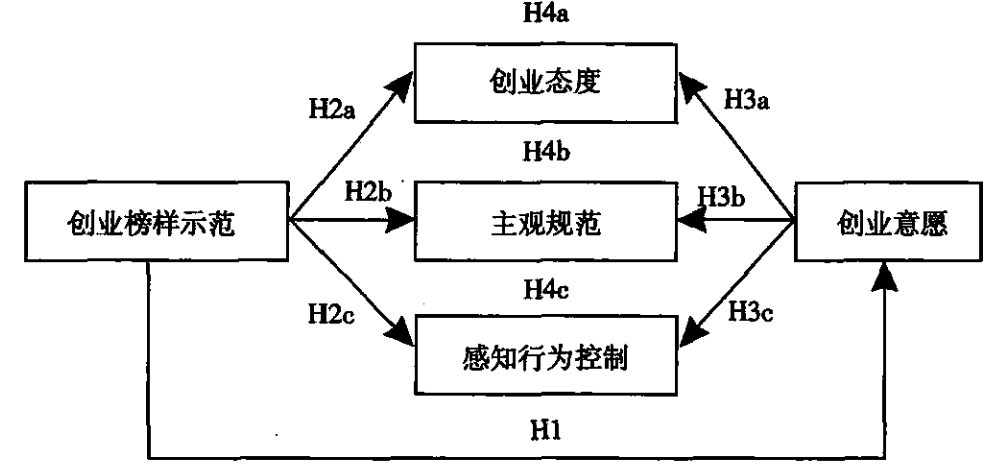 H4a
创业态度
H2a
H3a
H4b
H2b
H3b
创业榜样示范
主观规范
创业意愿
H4c
H2c
H3c
感知行为控制
H1